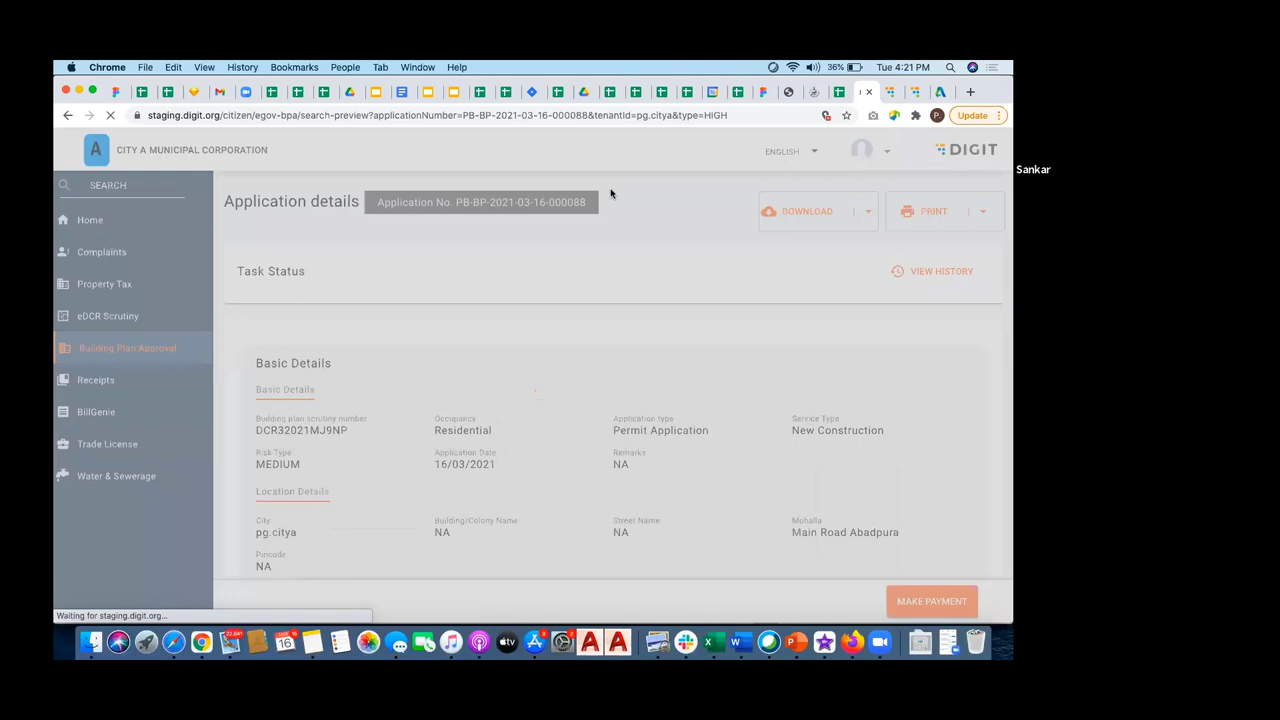 Chrome File Edit View History Bookmarks People Tab Window Help 36% Tue 4:21 PM
staging.digit.org/citizen/egov-bpa/search-preview?applicationNumber=PB-BP-2021-03-16-000088&tenantId=pg.citya&type=HIGH P Update
A CITY A MUNICIPAL CORPORATION ENGLISH DIGIT
Sankar
SEARCH
Home
Complaints
Property Tax
eDCR Scrutiny
Building Plan Approval
Receipts
BillGenie
Trade License
Water & Sewerage
Application details Application No. PB-BP-2021-03-16-000088 DOWNLOAD PRINT
Task Status VIEW HISTORY
Basic Details
Basic Details
Building plan scrutiny number Occupancy Application type Service Type
DCR32021MJ9NP Residential Permit Application New Construction
Risk Type Application Date Remarks
MEDIUM 16/03/2021 NA
Location Details
City Building/Colony Name Street Name Mohalla
pg.citya NA NA Main Road Abadpura
Pincode
NA
MAKE PAYMENT
Waiting for staging.digit.org...
tv